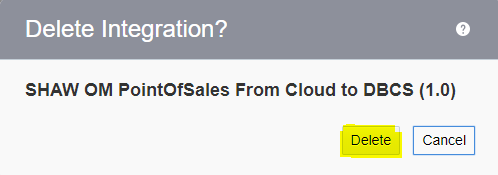 Delete Integration?
?
SHAW OM PointOfSales From Cloud to DBCS (1.0)
Delete Cancel